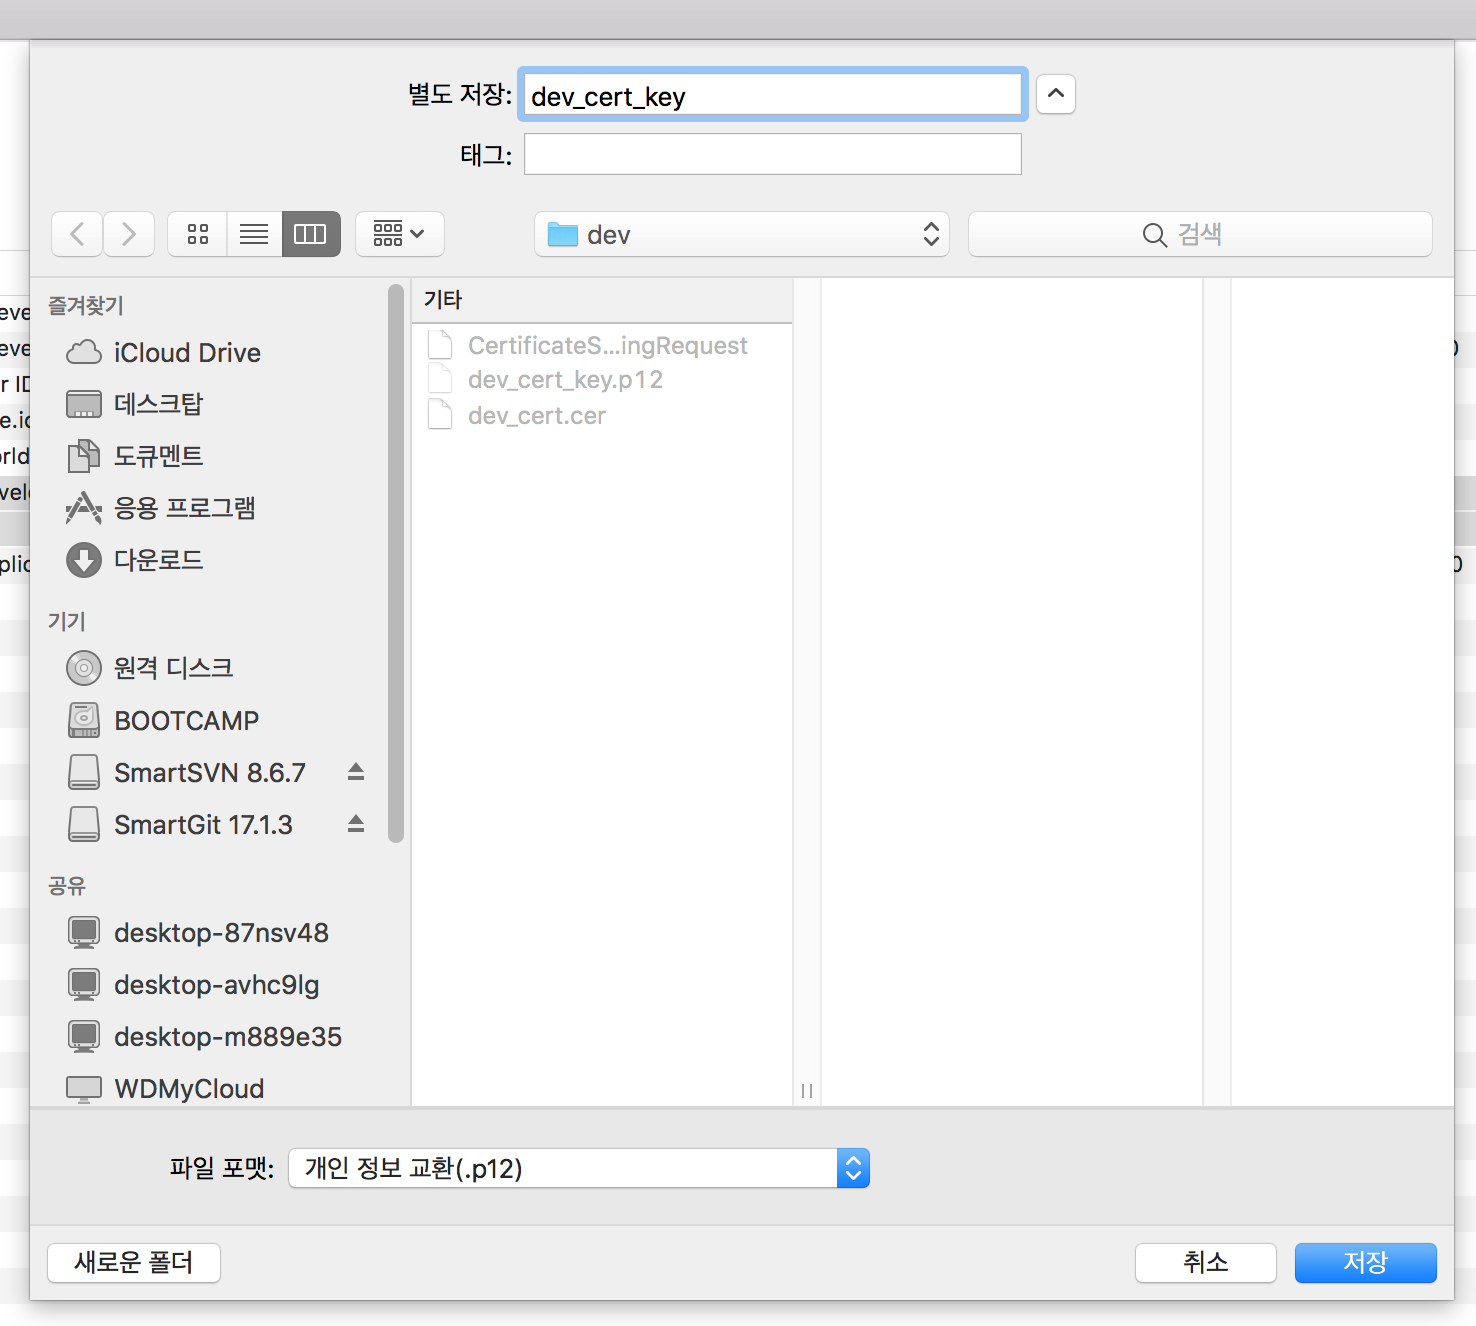 별도 저장: dev_cert_key
태그:
dev
검색
즐겨찾기
iCloud Drive
데스크탑
도큐멘트
응용 프로그램
다운로드
기기
원격 디스크
BOOTCAMP
SmartSVN 8.6.7
SmartGit 17.1.3
공유
desktop-87nsv48
desktop-avhc9lg
desktop-m889e35
WDMyCloud
기타
CertificateS...ingRequest
dev_cert_key.p12
dev_cert.cer
파일 포맷: 개인 정보 교환(.p12)
새로운 폴더
취소
저장